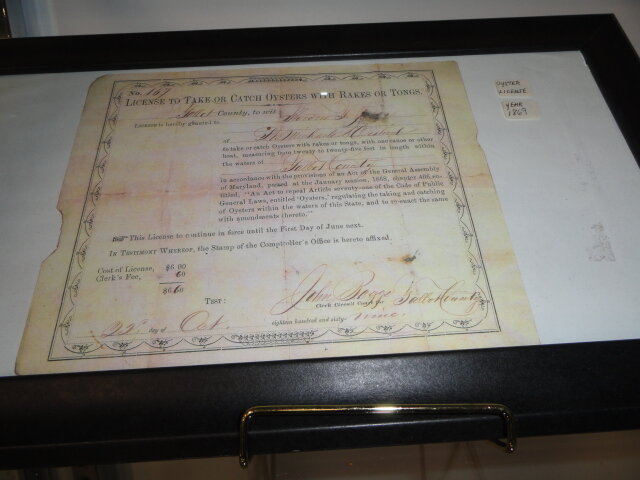 No. 167
LICENSE TO TAKE OR CATCH OYSTERS WITH RAKES OR TONGS.
Talbot County, to wit
LICENSE is hereby granted to
of St Michaels District
to take or catch Oysters with rakes or tongs, with one canoe or other
boat, measuring from twenty to twenty-five feet in length within
the waters of Talbot County
in accordance with the provisions of an Act of the General Assembly
of Maryland, passed at the January session, 1868, chapter 406, entitled,
"An Act to repeal Article seventy-one of the Code of Public
General Laws, entitled 'Oysters,' regulating the taking and catching
of Oysters within the waters of this State, and to re-enact the same
with amendments thereto."
This License to continue in force until the First Day of June next.
IN TESTIMONY WHEREOF, the Stamp of the Comptroller's Office is hereto affixed.
Cost of License, $6 00
Clerk's Fee, 60
$6 60
TEST:
John Talbot County
Clerk Circuit Court for
22d day of Oct. eighteen hundred and sixty-nine.
OYSTER
LICENSE
YEAR
1869